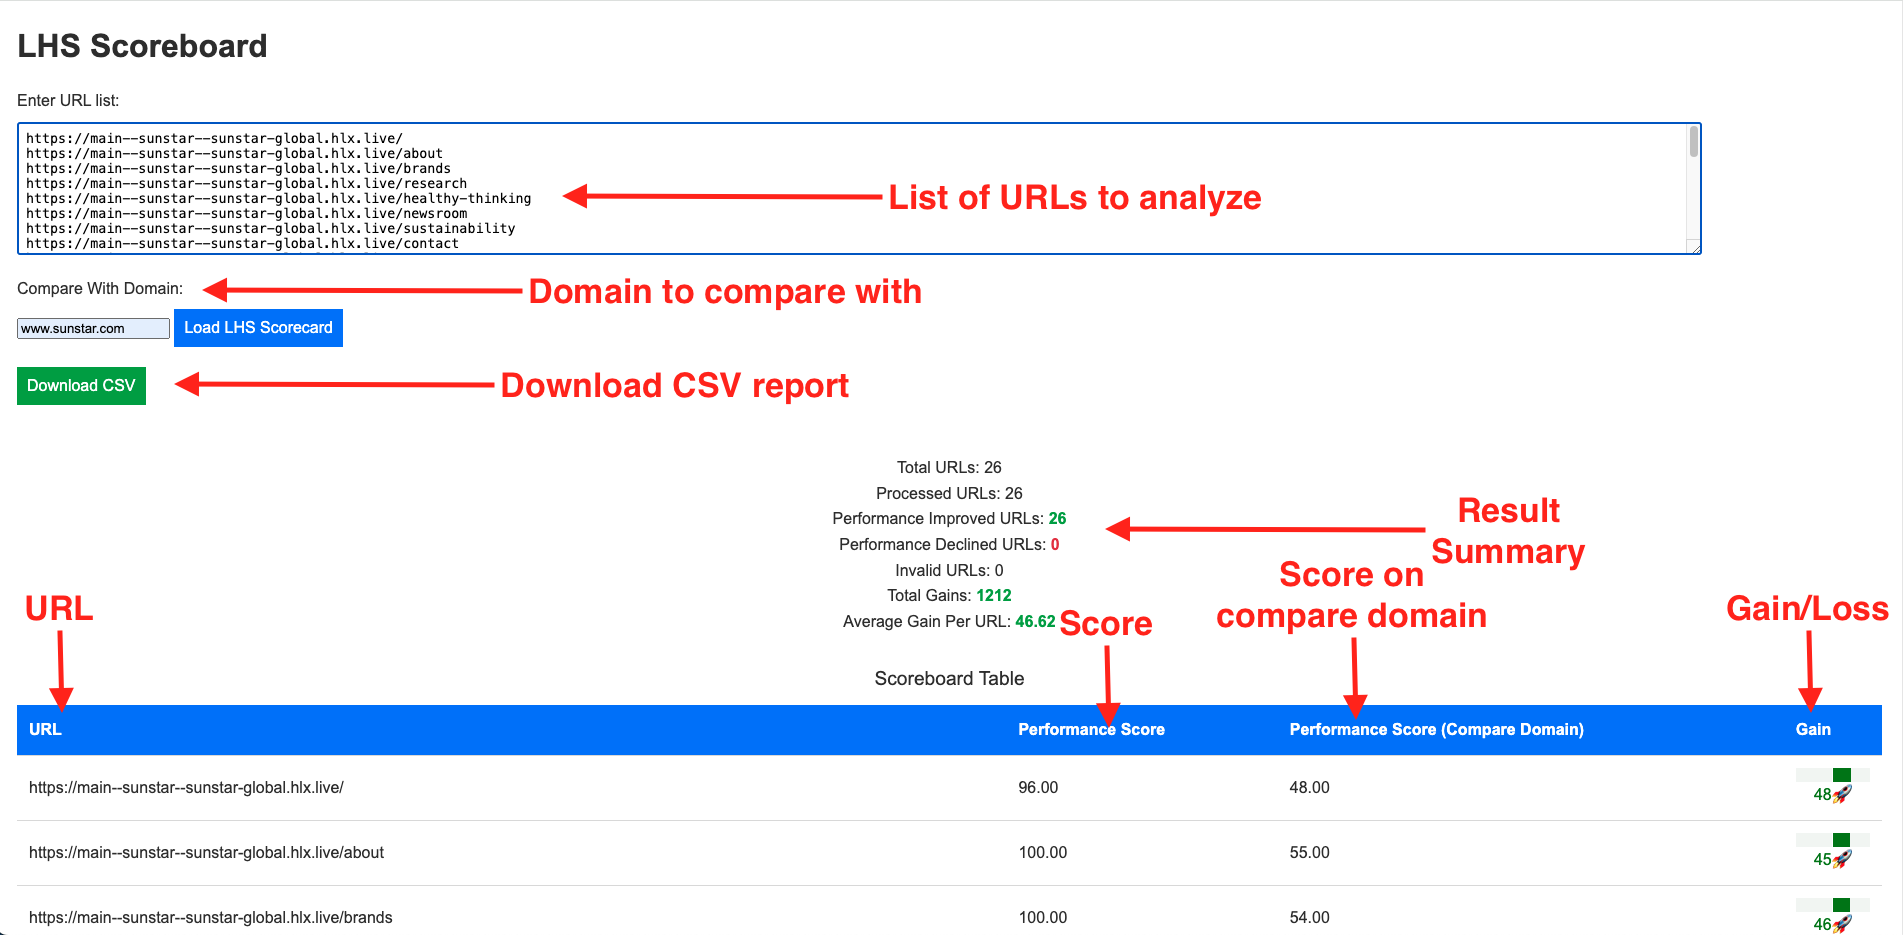 LHS Scoreboard
Enter URL list:
https://main--sunstar--sunstar-global.hlx.live/
https://main--sunstar--sunstar-global.hlx.live/about
https://main--sunstar--sunstar-global.hlx.live/brands
https://main--sunstar--sunstar-global.hlx.live/research
https://main--sunstar--sunstar-global.hlx.live/healthy-thinking
https://main--sunstar--sunstar-global.hlx.live/newsroom
https://main--sunstar--sunstar-global.hlx.live/sustainability
https://main--sunstar--sunstar-global.hlx.live/contact
List of URLs to analyze
Compare With Domain:
Domain to compare with
www.sunstar.com
Load LHS Scorecard
Download CSV
Download CSV report
Total URLs: 26
Processed URLs: 26
Performance Improved URLs: 26
Performance Declined URLs: 0
Invalid URLs: 0
Total Gains: 1212
Average Gain Per URL: 46.62
Result
Summary
URL
Score
Score on
compare domain
Gain/Loss
Scoreboard Table
URL Performance Score Performance Score (Compare Domain) Gain
https://main--sunstar--sunstar-global.hlx.live/ 96.00 48.00 48🚀
https://main--sunstar--sunstar-global.hlx.live/about 100.00 55.00 45🚀
https://main--sunstar--sunstar-global.hlx.live/brands 100.00 54.00 46🚀